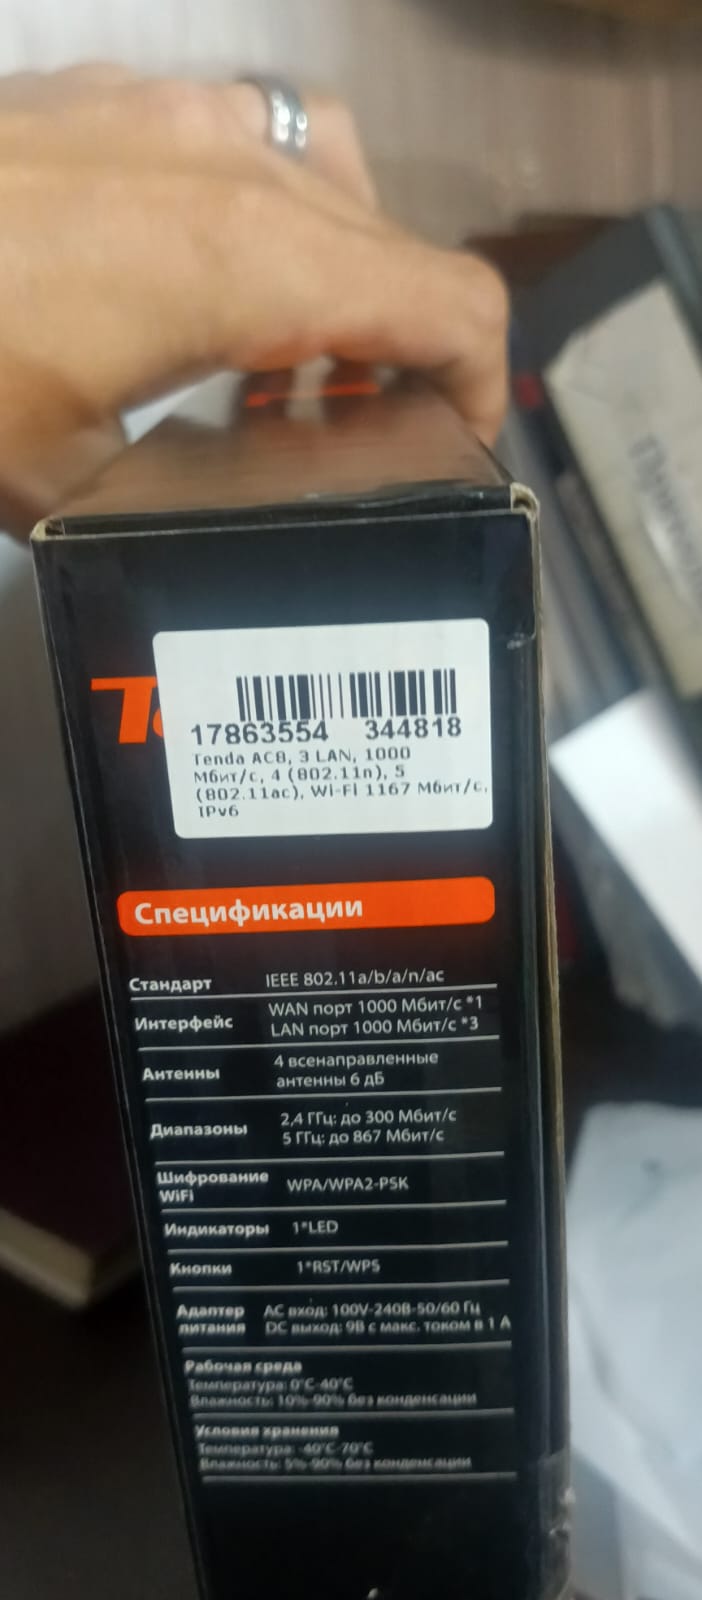 17863554 344818
Tenda AC8, 3 LAN, 1000
Мбит/с, 4 (802.11n), 5
(802.11ac), Wi-Fi 1167 Мбит/с,
IPv6
Спецификации
Стандарт IEEE 802.11a/b/a/n/ac
Интерфейс WAN порт 1000 Мбит/с *1
LAN порт 1000 Мбит/с *3
Антенны 4 всенаправленные
антенны 6 дБ
Диапазоны 2,4 ГГц: до 300 Мбит/с
5 ГГц: до 867 Мбит/с
Шифрование
WiFi WPA/WPA2-PSK
Индикаторы 1*LED
Кнопки 1*RST/WPS
Адаптер AC вход: 100V-240В-50/60 Гц
питания DC выход: 9В с макс. током в 1 А
Рабочая среда
Температура: 0°C-40°C
Влажность: 10%-90% без конденсации
Условия хранения
Температура: -40°C-70°C
Влажность: 5%-90% без конденсации